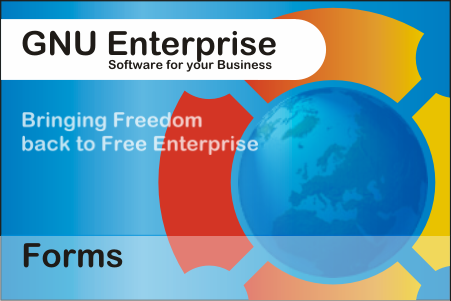 GNU Enterprise
Software for your Business
Bringing Freedom
back to Free Enterprise
Forms